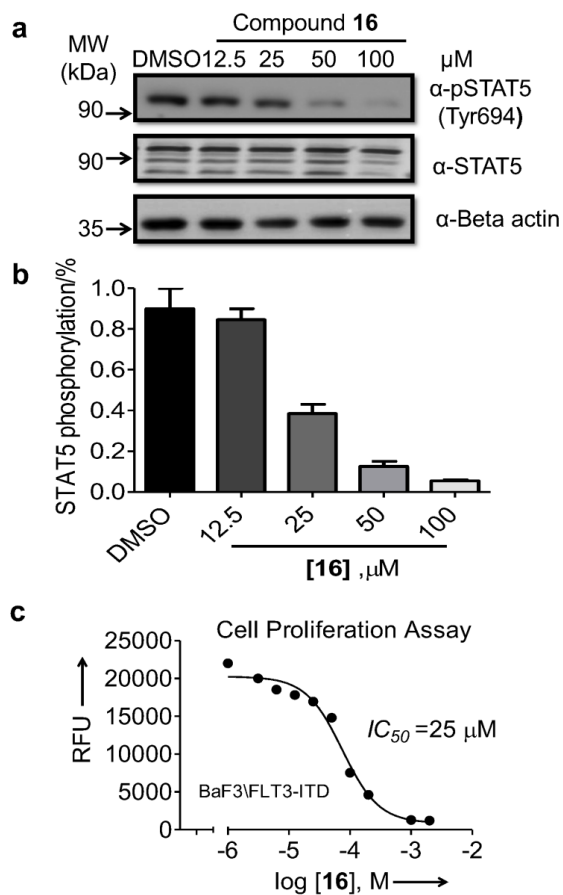 a
Compound 16
MW
(kDa)
DMSO 12.5 25 50 100 μM
90
α-pSTAT5
(Tyr694)
90
α-STAT5
35
α-Beta actin
b
STAT5 phosphorylation/%
1.0
0.8
0.6
0.4
0.2
0.0
DMSO 12.5 25 50 100
[16] ,μM
c
Cell Proliferation Assay
RFU
25000
20000
15000
10000
5000
0
IC50 =25 μM
BaF3\FLT3-ITD
-6 -5 -4 -3 -2
log [16], M